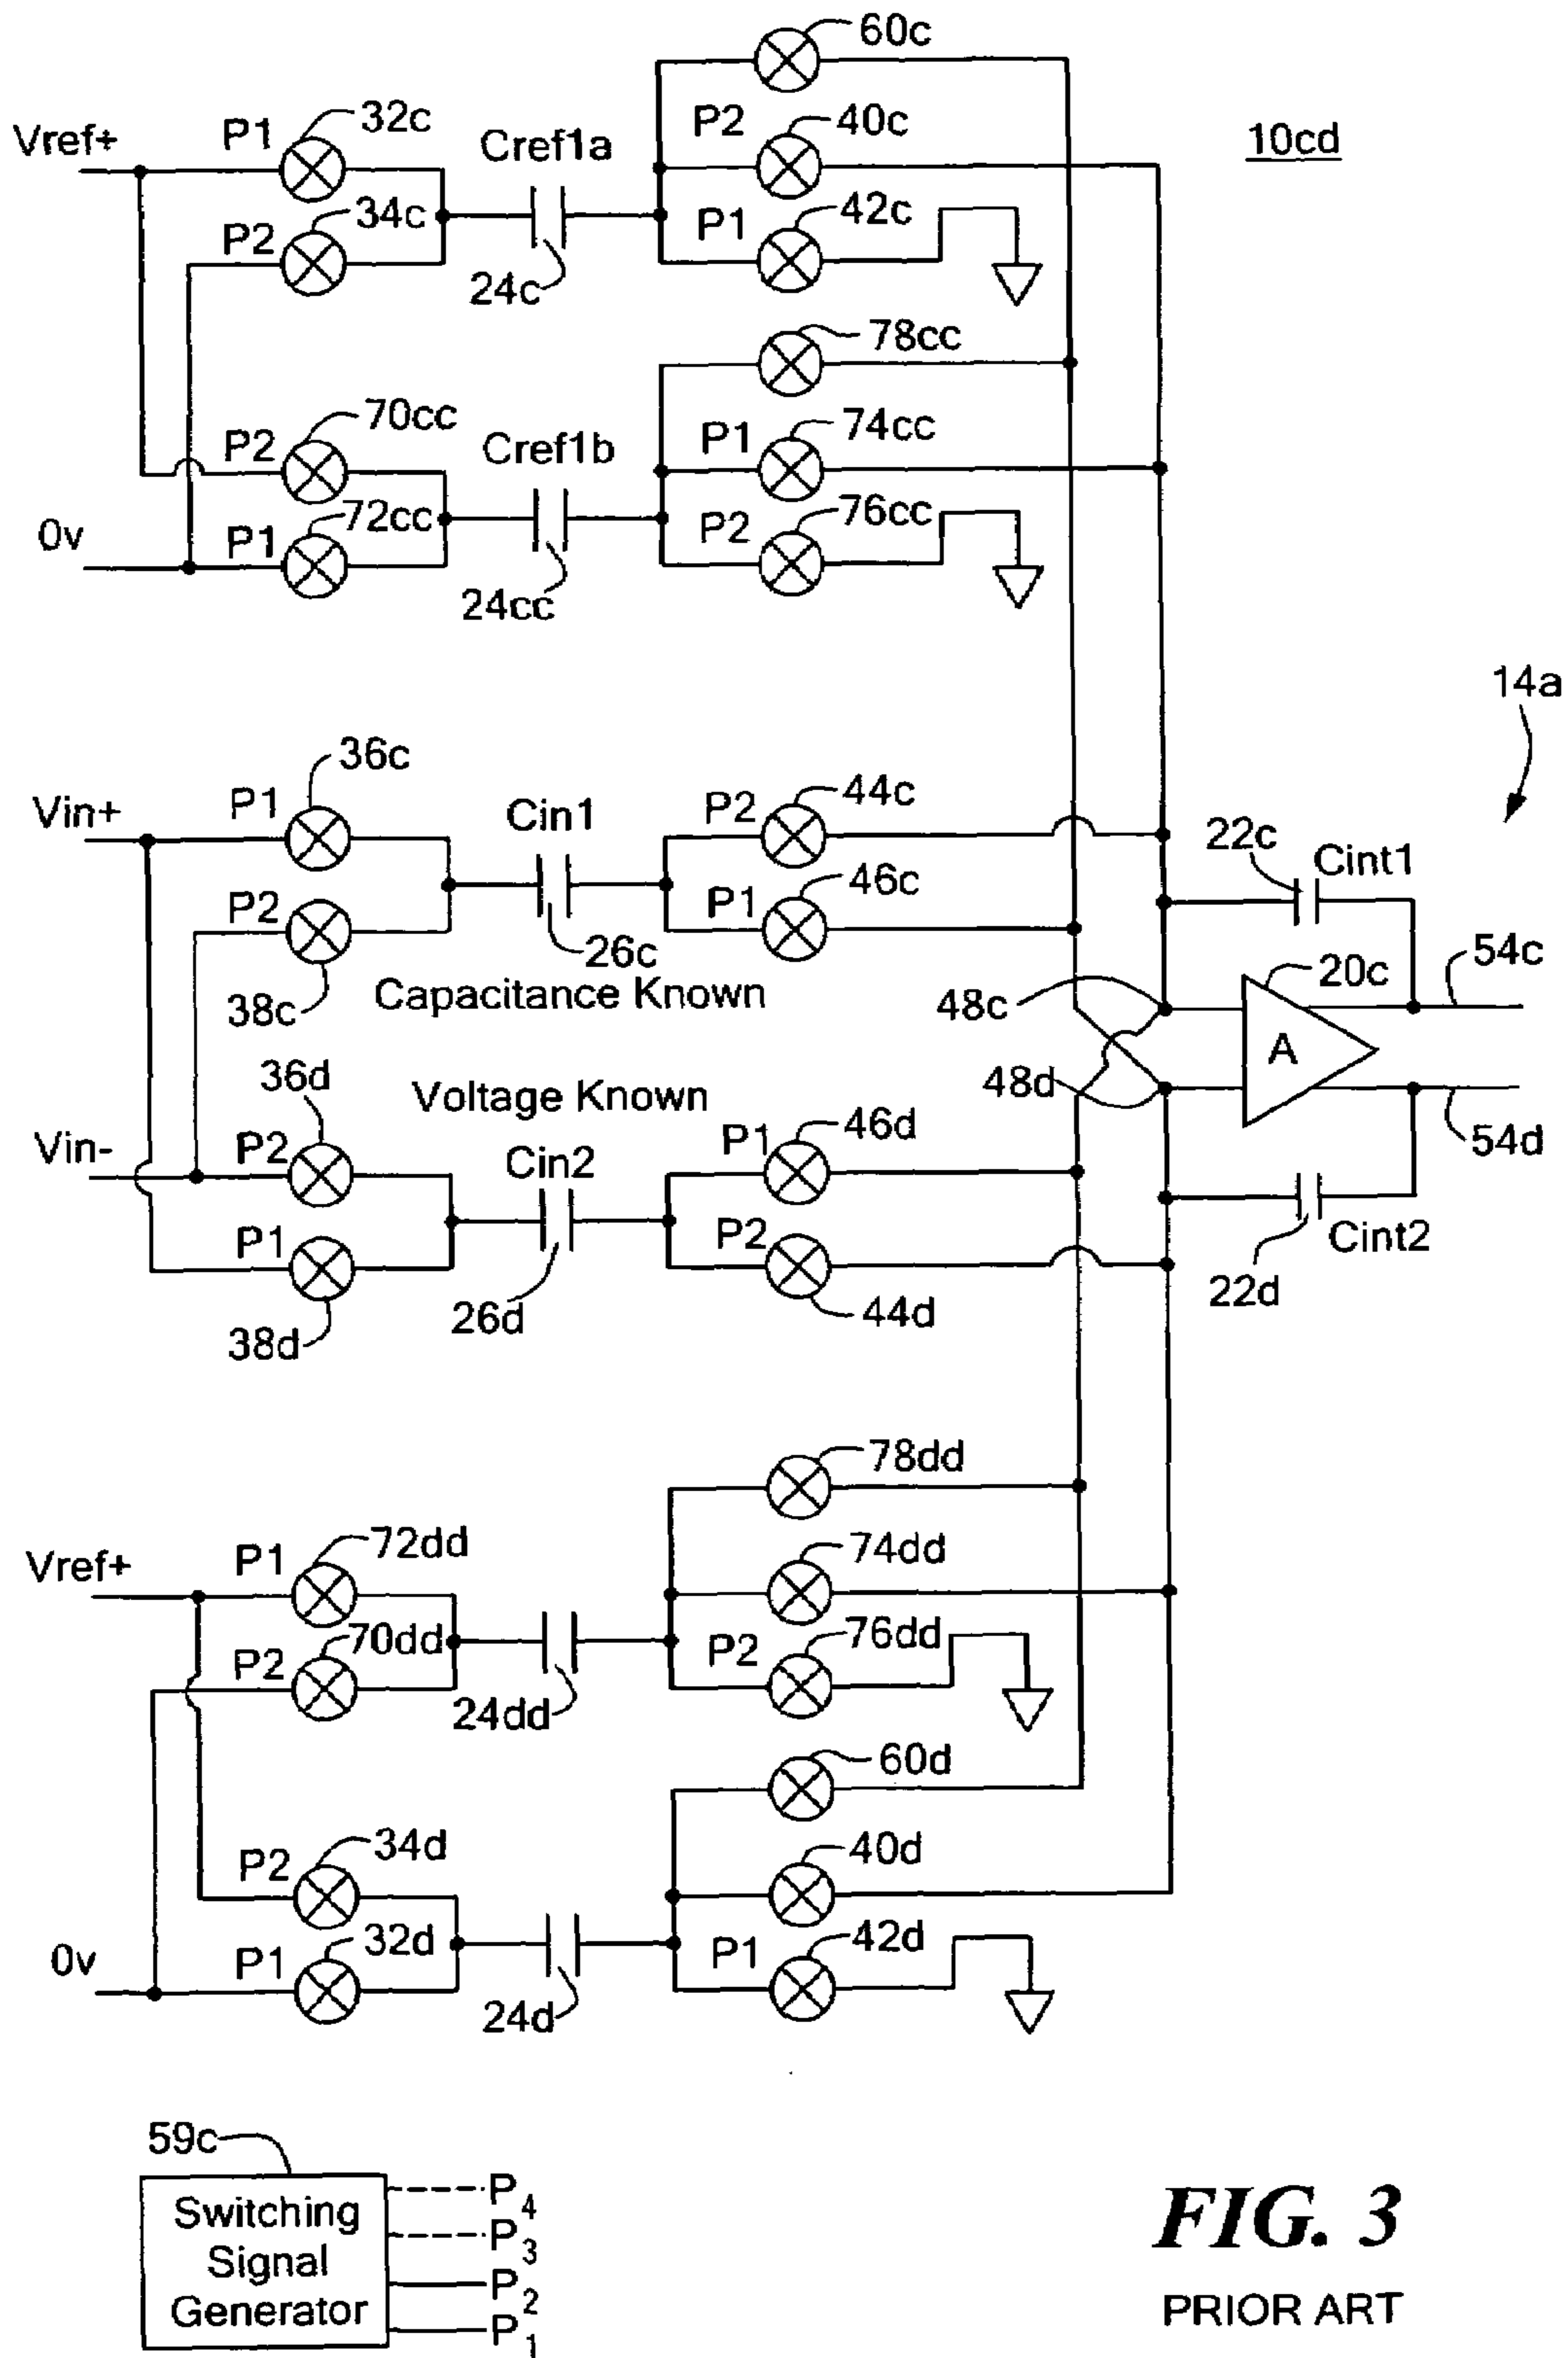 60c
32c
P1
Vref+
Cref1a
P2
40c
10cd
34c
P2
P1
42c
24c
78cc
70cc
P2
Cref1b
P1
74cc
0v
72cc
P1
P2
76cc
24cc
14a
36c
Vin+
P1
Cin1
P2
44c
22c
Cint1
P2
P1
46c
26c
20c
54c
38c
Capacitance Known
48c
A
36d
Voltage Known
48d
Vin-
P2
Cin2
P1
46d
54d
P1
P2
Cint2
26d
44d
22d
38d
78dd
72dd
P1
Vref+
74dd
70dd
P2
P2
76dd
24dd
60d
34d
P2
40d
0v
32d
P1
P1
42d
24d
59c
Switching
Signal
Generator
P4
P3
P2
P1
FIG. 3
PRIOR ART